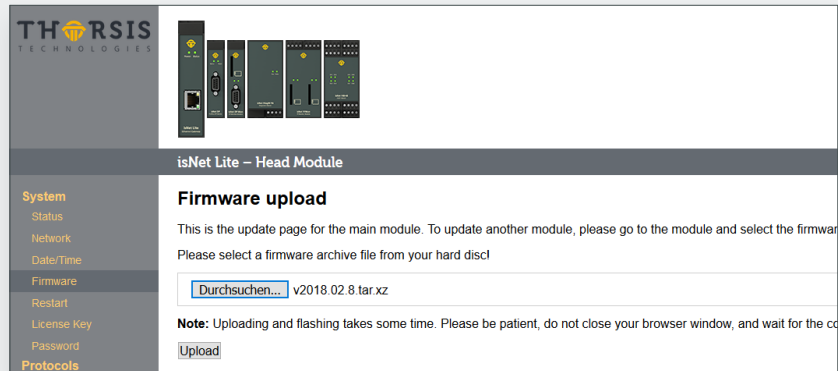 THORSIS
TECHNOLOGIES
isNet Lite – Head Module
System
Status
Network
Date/Time
Firmware
Restart
License Key
Password
Protocols
Firmware upload
This is the update page for the main module. To update another module, please go to the module and select the firmwar
Please select a firmware archive file from your hard disc!
Durchsuchen... v2018.02.8.tar.xz
Note: Uploading and flashing takes some time. Please be patient, do not close your browser window, and wait for the co
Upload